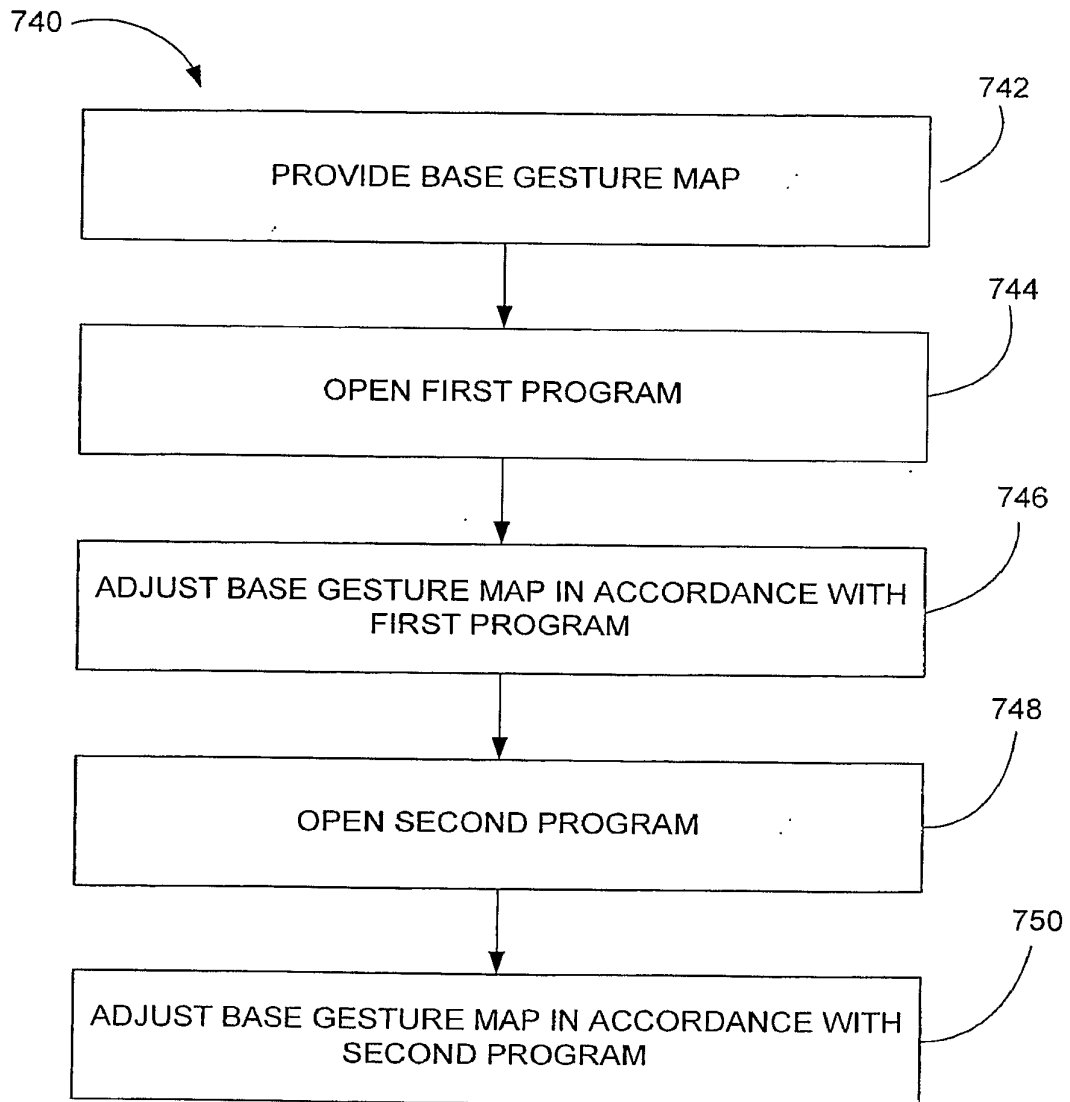 740
742
PROVIDE BASE GESTURE MAP
744
OPEN FIRST PROGRAM
746
ADJUST BASE GESTURE MAP IN ACCORDANCE WITH
FIRST PROGRAM
748
OPEN SECOND PROGRAM
750
ADJUST BASE GESTURE MAP IN ACCORDANCE WITH
SECOND PROGRAM